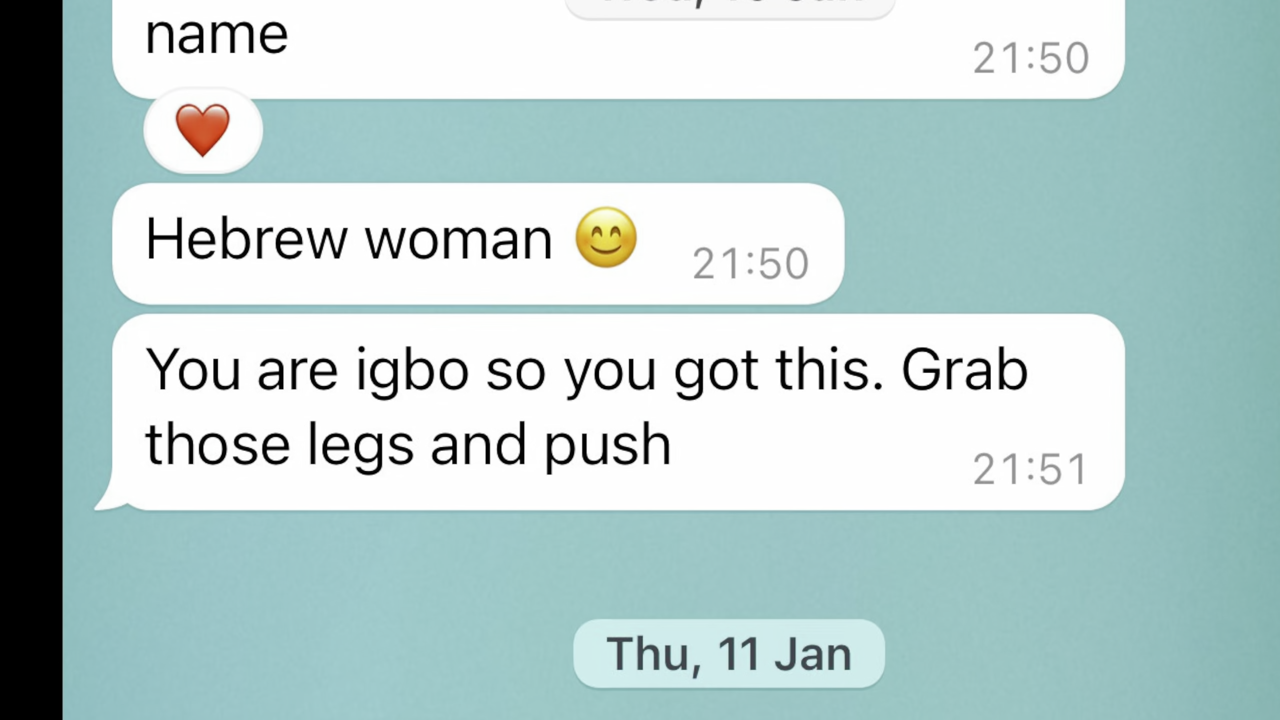 name
21:50
Hebrew woman 😊
21:50
You are igbo so you got this. Grab
those legs and push
21:51
Thu, 11 Jan